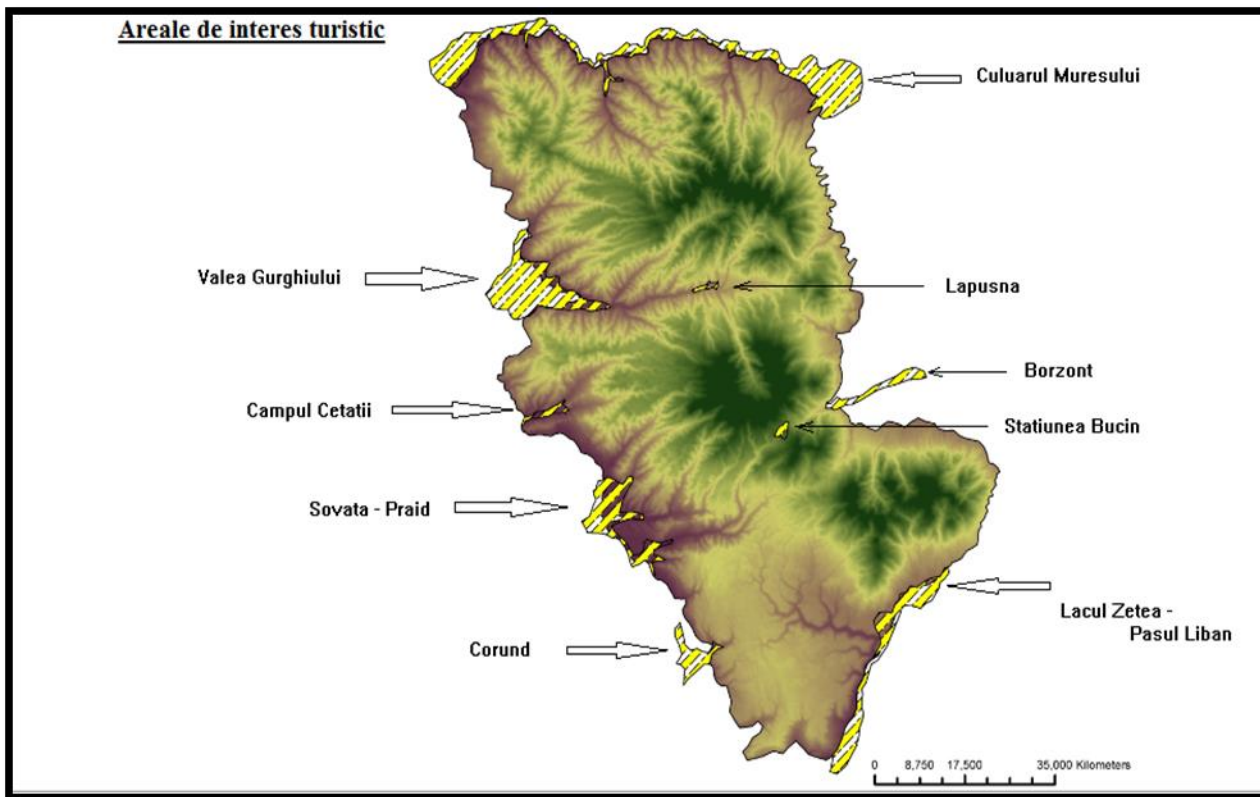 Areale de interes turistic
Culuarul Muresului
Valea Gurghiului
Lapusna
Borzont
Campul Cetatii
Statiunea Bucin
Sovata - Praid
Lacul Zetea -
Pasul Liban
Corund
0 8,750 17,500 35,000 Kilometers